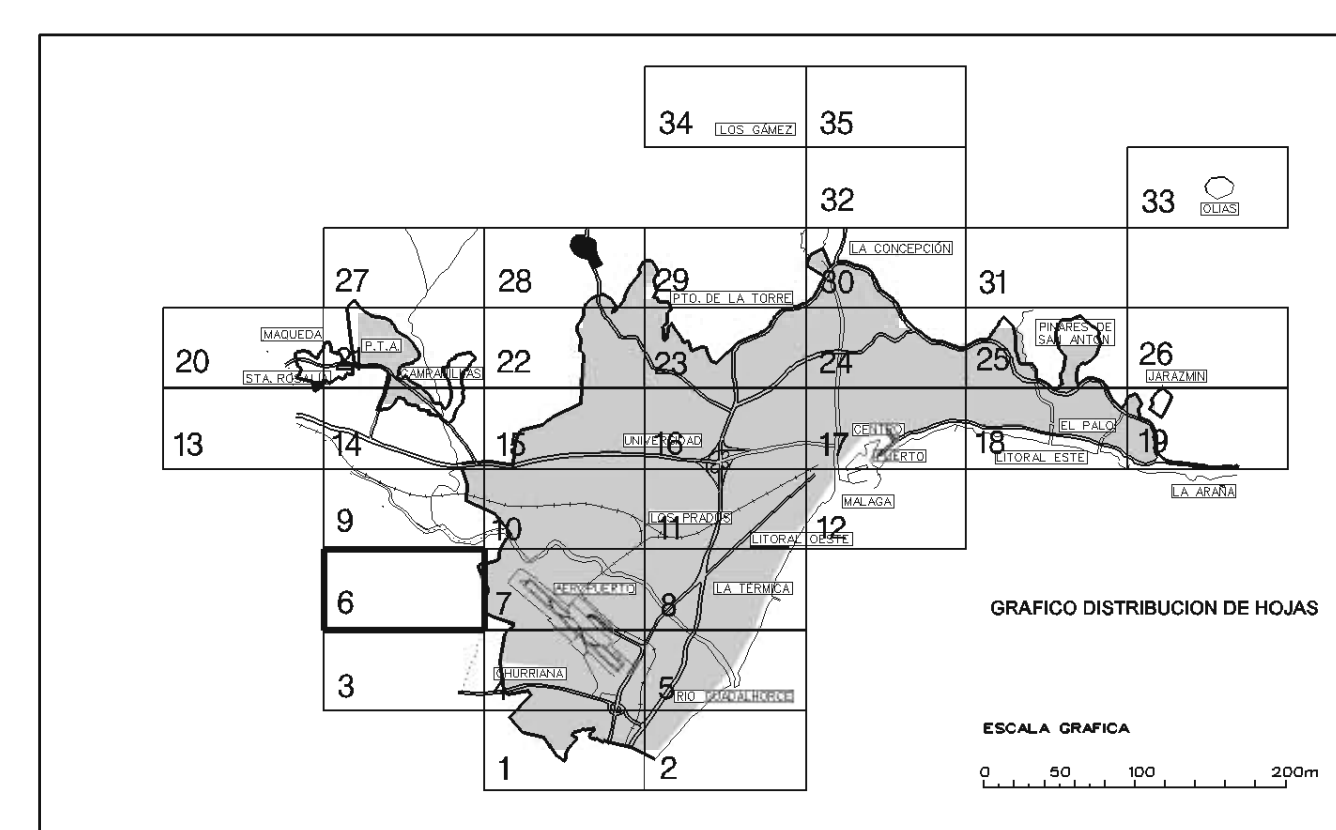 34 LOS GÁMEZ 35
32 33 OLIAS
LA CONCEPCIÓN
27 28 29 30 31
PTO. DE LA TORRE
MAQUEDA P.T.A PINARES DE
SAN ANTON
20 22 23 24 25 26
STA. ROSALIA CAMPANILLAS JARAZMIN
13 14 15 UNIVERSIDAD 16 17 CENTRO 18 EL PALO 19
PUERTO LITORAL ESTE
MALAGA LA ARAÑA
9 10 LOS PRADOS 11 12
LITORAL OESTE
6 7 AEROPUERTO 8 LA TÉRMICA
GRAFICO DISTRIBUCION DE HOJAS
3 CHURRIANA 5 RIO GUADALHORCE
1 2
ESCALA GRAFICA
0 50 100 200m